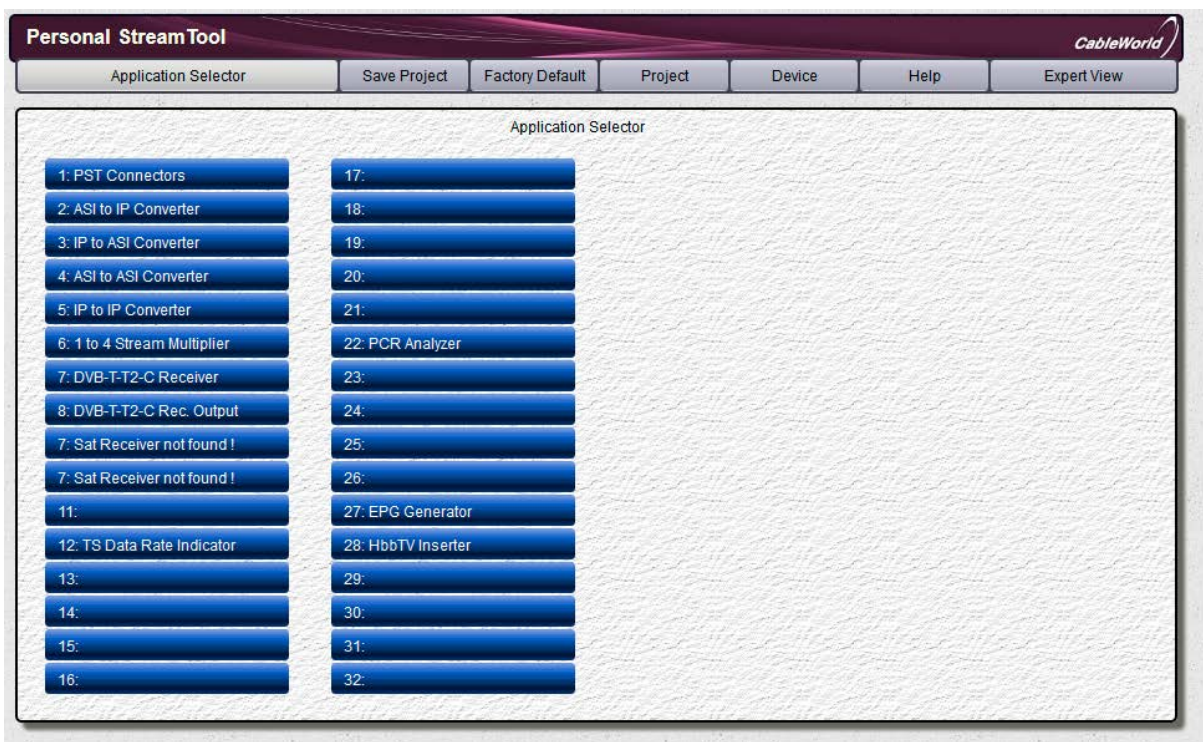 Personal StreamTool
CableWorld
Application Selector
Save Project
Factory Default
Project
Device
Help
Expert View
Application Selector
1: PST Connectors
2: ASI to IP Converter
3: IP to ASI Converter
4: ASI to ASI Converter
5: IP to IP Converter
6: 1 to 4 Stream Multiplier
7: DVB-T-T2-C Receiver
8: DVB-T-T2-C Rec. Output
7: Sat Receiver not found !
7: Sat Receiver not found !
11:
12: TS Data Rate Indicator
13:
14:
15:
16:
17:
18:
19:
20:
21:
22: PCR Analyzer
23:
24:
25:
26:
27: EPG Generator
28: HbbTV Inserter
29:
30:
31:
32: